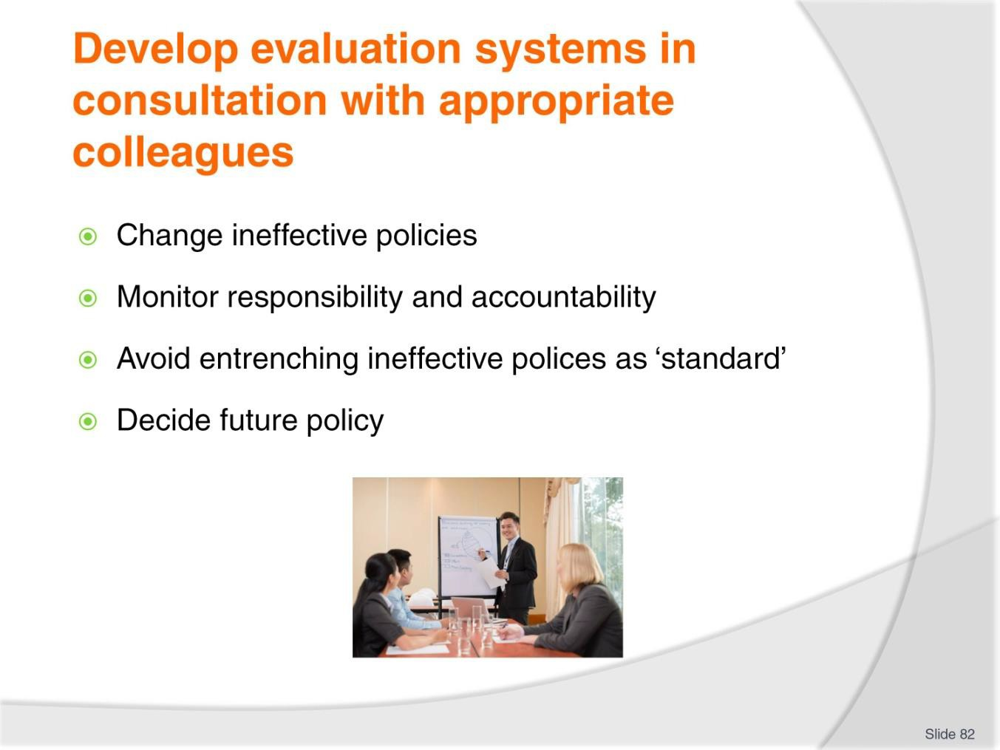 Develop evaluation systems in
consultation with appropriate
colleagues
Change ineffective policies
Monitor responsibility and accountability
Avoid entrenching ineffective polices as ‘standard’
Decide future policy
Slide 82